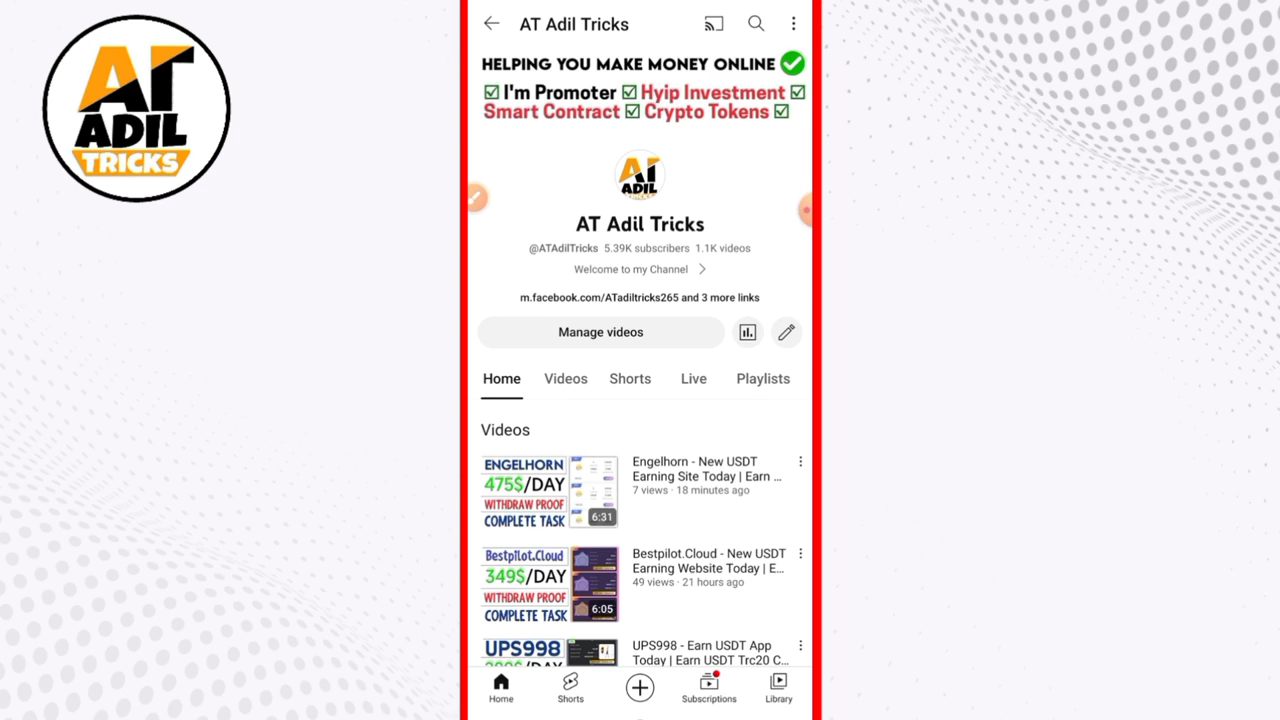 AT
ADIL
TRICKS
AT Adil Tricks
HELPING YOU MAKE MONEY ONLINE
I'm Promoter Hyip Investment
Smart Contract Crypto Tokens
AT
ADIL
TRICKS
AT Adil Tricks
@ATAdilTricks 5.39K subscribers 1.1K videos
Welcome to my Channel
m.facebook.com/ATadiltricks265 and 3 more links
Manage videos
Home Videos Shorts Live Playlists
Videos
ENGELHORN
475$/DAY
WITHDRAW PROOF
COMPLETE TASK
6:31
Engelhorn - New USDT
Earning Site Today | Earn ...
7 views · 18 minutes ago
Bestpilot.Cloud
349$/DAY
WITHDRAW PROOF
COMPLETE TASK
6:05
Bestpilot.Cloud - New USDT
Earning Website Today | E...
49 views · 21 hours ago
UPS998
UPS998 - Earn USDT App
Today | Earn USDT Trc20 C...
Home Shorts Subscriptions Library